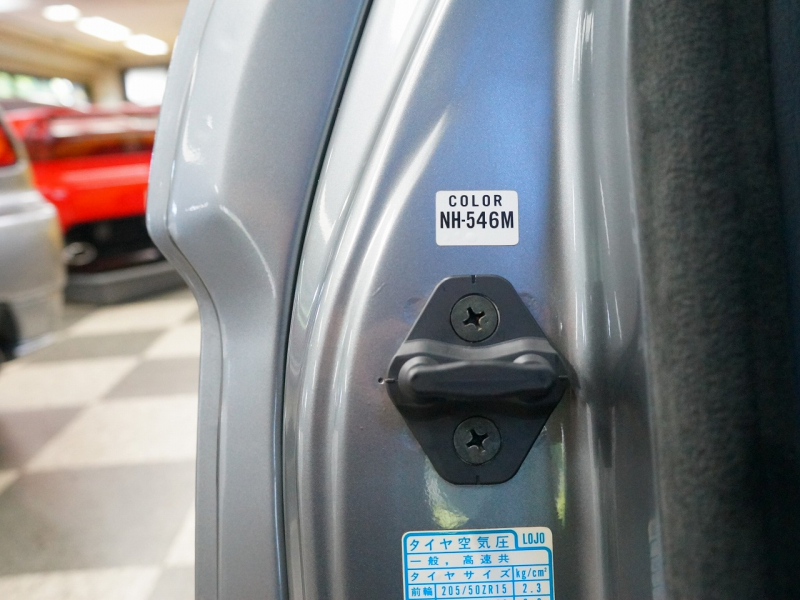 COLOR
NH-546M
タイヤ空気圧 LOJO
一般，高速共
タイヤサイズ kg/cm²
前輪 205/50ZR15 2.3